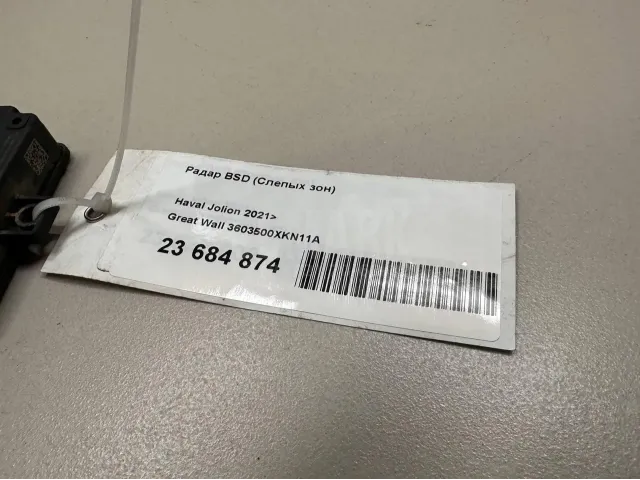 Радар BSD (Слепых зон)
Haval Jolion 2021>
Great Wall 3603500XKN11A
23 684 874